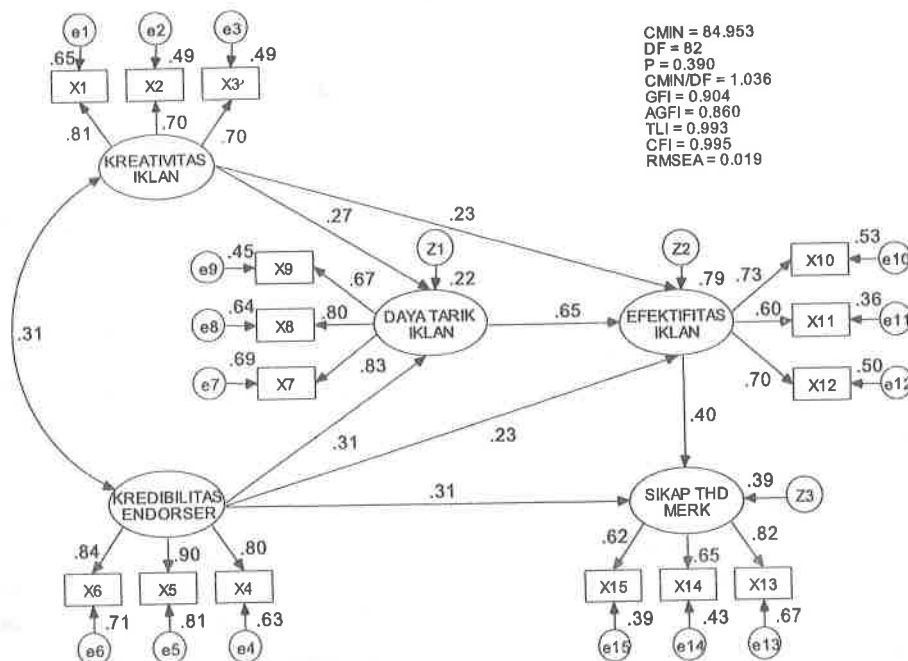 e1
e2
e3
.65
.49
.49
X1
X2
X3
.81
.70
.70
KREATIVITAS
IKLAN
CMIN = 84.953
DF = 82
P = 0.390
CMIN/DF = 1.036
GFI = 0.904
AGFI = 0.860
TLI = 0.993
CFI = 0.995
RMSEA = 0.019
.27
.23
.31
e9
.45
X9
.67
e8
.64
X8
.80
e7
.69
X7
.83
Z1
.22
DAYA TARIK
IKLAN
.65
Z2
.79
EFEKTIFITAS
IKLAN
.73
X10
.53
e10
.60
X11
.36
e11
.70
X12
.50
e12
.31
.23
.40
.31
KREDIBILITAS
ENDORSER
.84
.90
.80
X6
X5
X4
.71
.81
.63
e6
e5
e4
SIKAP THD
MERK
.39
Z3
.62
.65
.82
X15
X14
X13
.39
.43
.67
e15
e14
e13